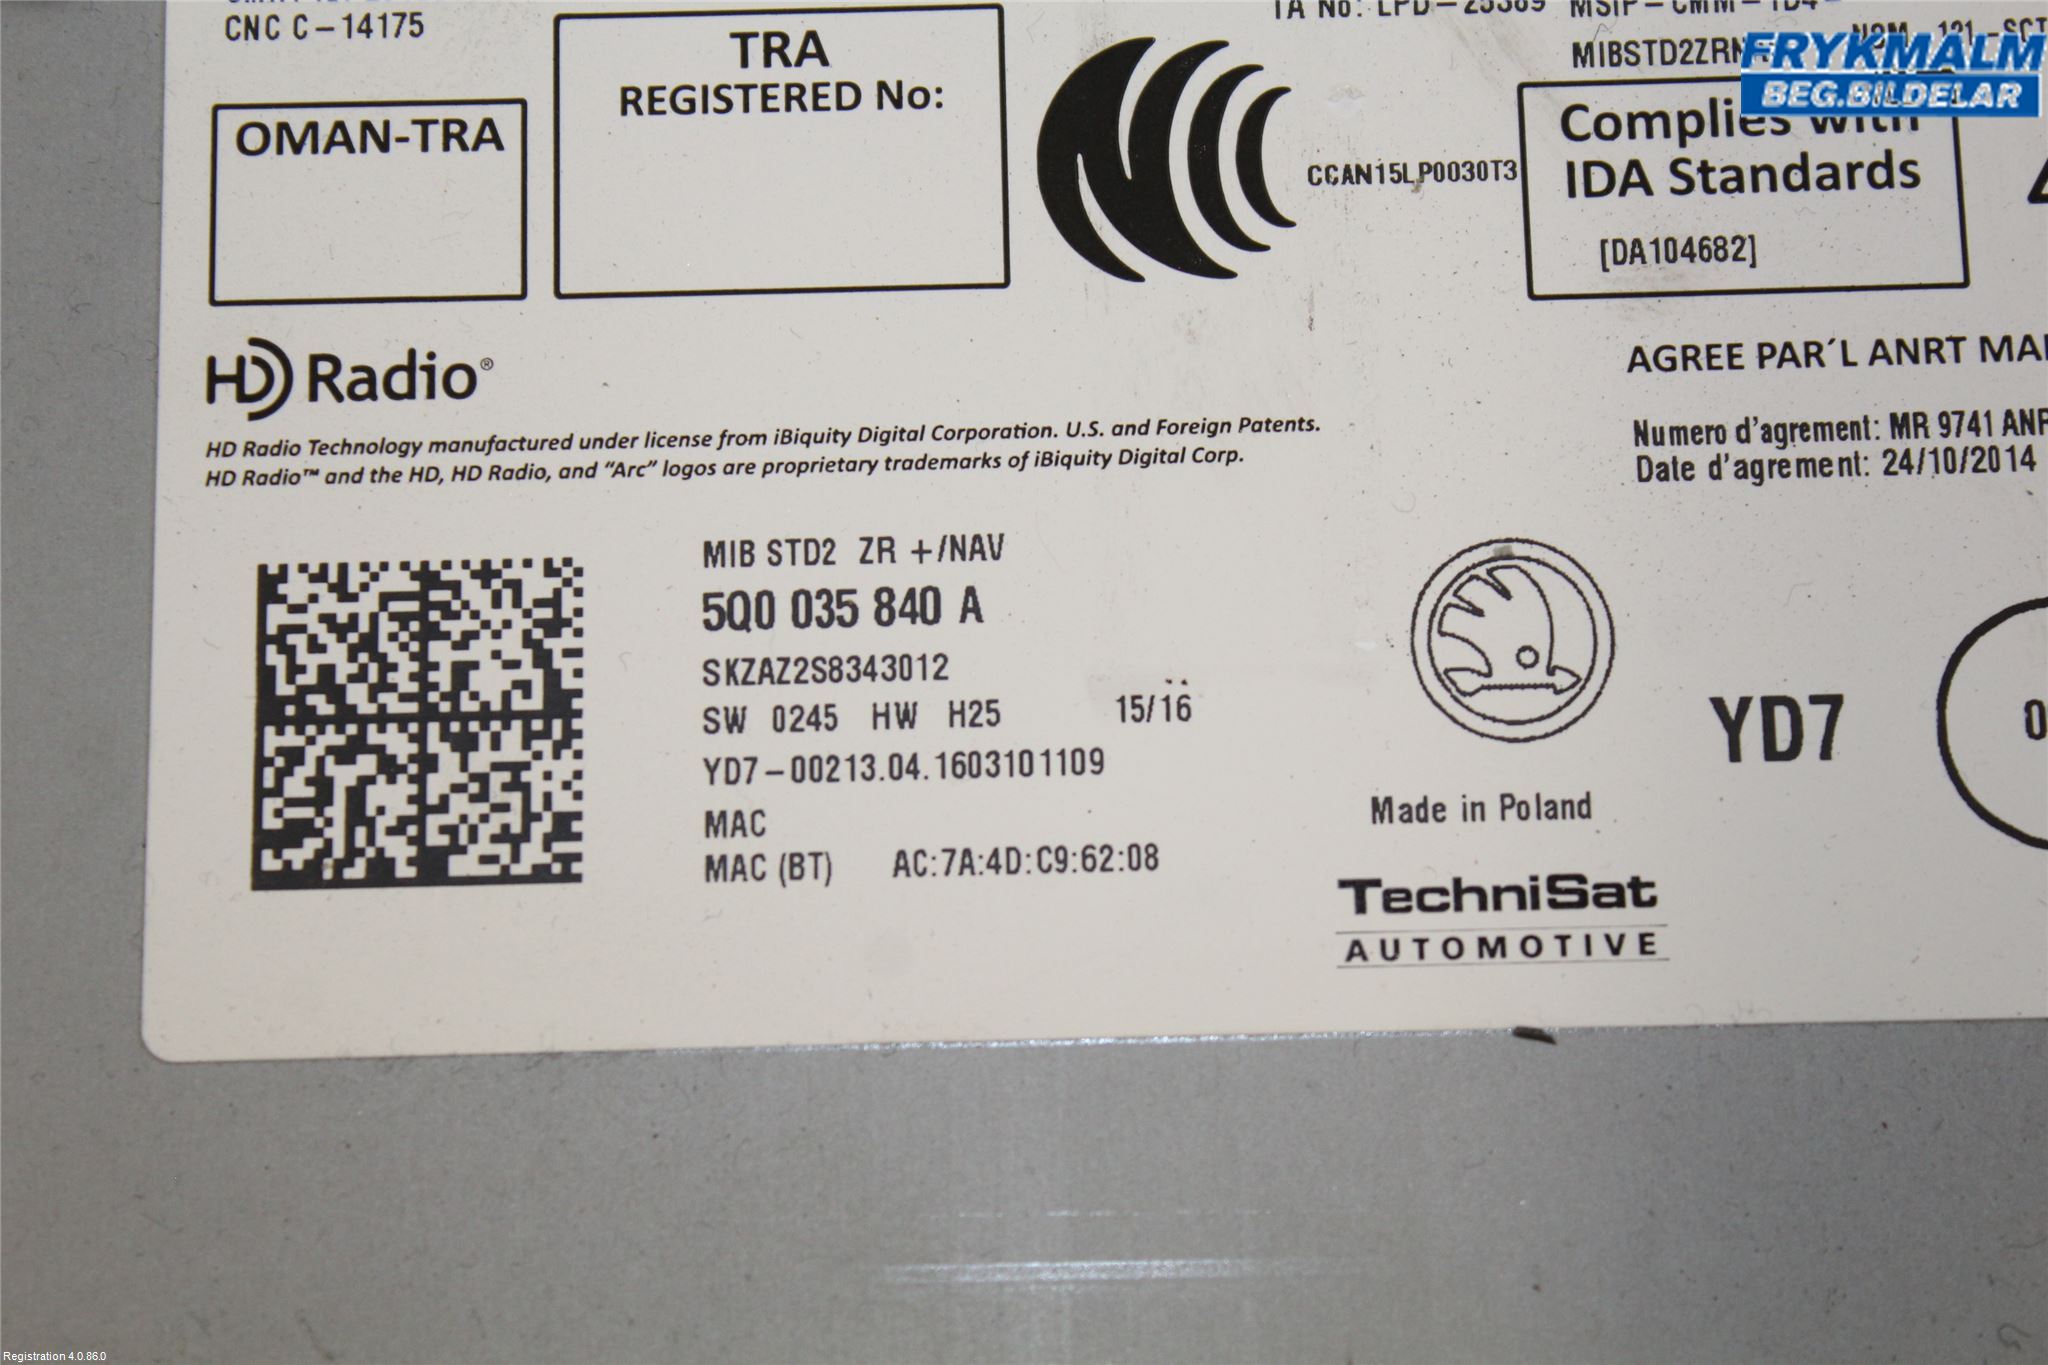 CNC C-14175
TA No: LPD-25389
MIBSTD2ZRN
FRYKMALM
BEG.BILDELAR
TRA
REGISTERED No:
OMAN-TRA
CCAN15LP0030T3
Complies with
IDA Standards
[DA104682]
HD Radio®
HD Radio Technology manufactured under license from iBiquity Digital Corporation. U.S. and Foreign Patents.
HD Radio™ and the HD, HD Radio, and “Arc” logos are proprietary trademarks of iBiquity Digital Corp.
AGREE PAR´L ANRT
Numero d'agrement: MR 9741
Date d'agrement: 24/10/2014
MIB STD2 ZR +/NAV
5Q0 035 840 A
SKZAZ2S8343012
SW 0245 HW H25 15/16
YD7-00213.04.1603101109
MAC
MAC (BT) AC:7A:4D:C9:62:08
YD7
Made in Poland
TechniSat
AUTOMOTIVE
Registration 4.0.86.0